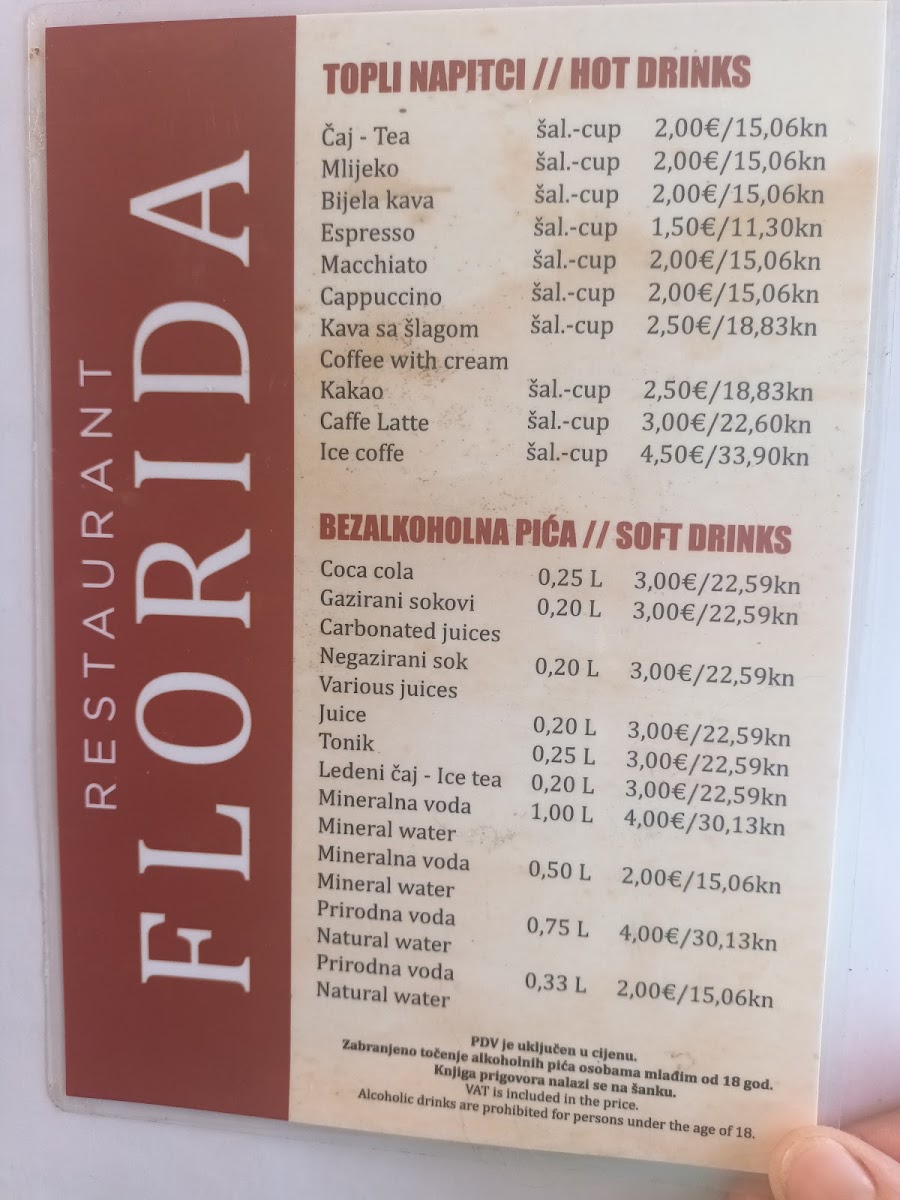 RESTAURANT
FLORIDA
TOPLI NAPITCI // HOT DRINKS
Čaj - Tea šal.-cup 2,00€/15,06kn
Mlijeko šal.-cup 2,00€/15,06kn
Bijela kava šal.-cup 2,00€/15,06kn
Espresso šal.-cup 1,50€/11,30kn
Macchiato šal.-cup 2,00€/15,06kn
Cappuccino šal.-cup 2,00€/15,06kn
Kava sa šlagom šal.-cup 2,50€/18,83kn
Coffee with cream
Kakao šal.-cup 2,50€/18,83kn
Caffe Latte šal.-cup 3,00€/22,60kn
Ice coffe šal.-cup 4,50€/33,90kn
BEZALKOHOLNA PIĆA // SOFT DRINKS
Coca cola 0,25 L 3,00€/22,59kn
Gazirani sokovi 0,20 L 3,00€/22,59kn
Carbonated juices
Negazirani sok 0,20 L 3,00€/22,59kn
Various juices
Juice 0,20 L 3,00€/22,59kn
Tonik 0,25 L 3,00€/22,59kn
Ledeni čaj - Ice tea 0,20 L 3,00€/22,59kn
Mineralna voda 1,00 L 4,00€/30,13kn
Mineral water
Mineralna voda 0,50 L 2,00€/15,06kn
Mineral water
Prirodna voda 0,75 L 4,00€/30,13kn
Natural water
Prirodna voda 0,33 L 2,00€/15,06kn
Natural water
PDV je uključen u cijenu.
Zabranjeno točenje alkoholnih pića osobama mlađim od 18 god.
Knjiga prigovora nalazi se na šanku.
VAT is included in the price.
Alcoholic drinks are prohibited for persons under the age of 18.